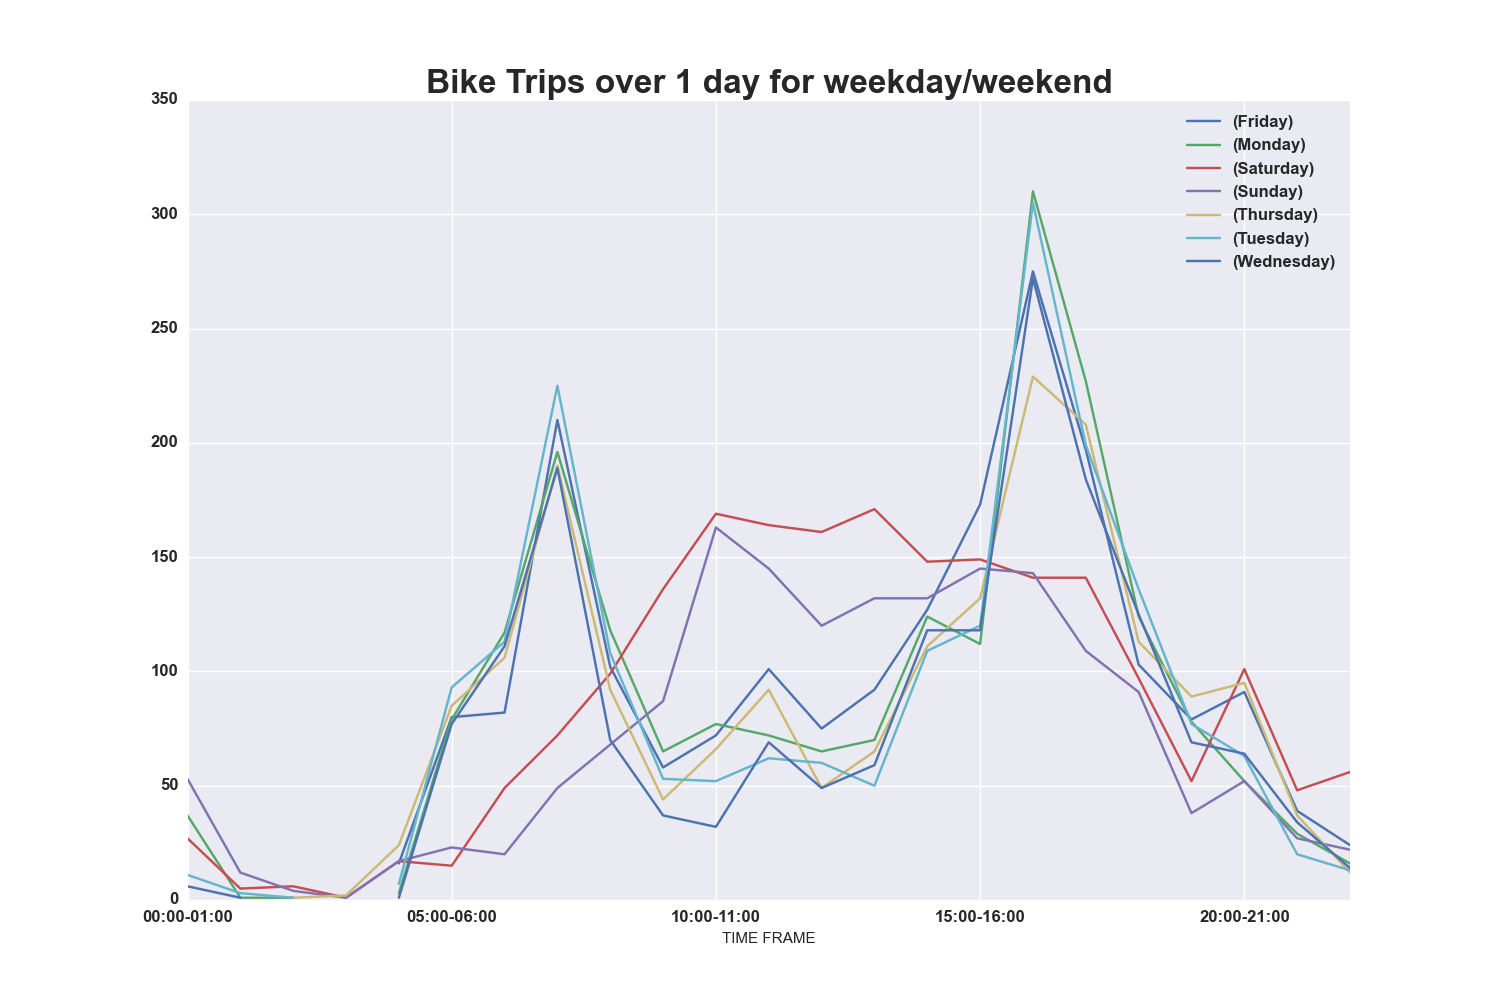 Bike Trips over 1 day for weekday/weekend
350
300
250
200
150
100
50
0
(Friday)
(Monday)
(Saturday)
(Sunday)
(Thursday)
(Tuesday)
(Wednesday)
00:00-01:00 05:00-06:00 10:00-11:00 15:00-16:00 20:00-21:00
TIME FRAME